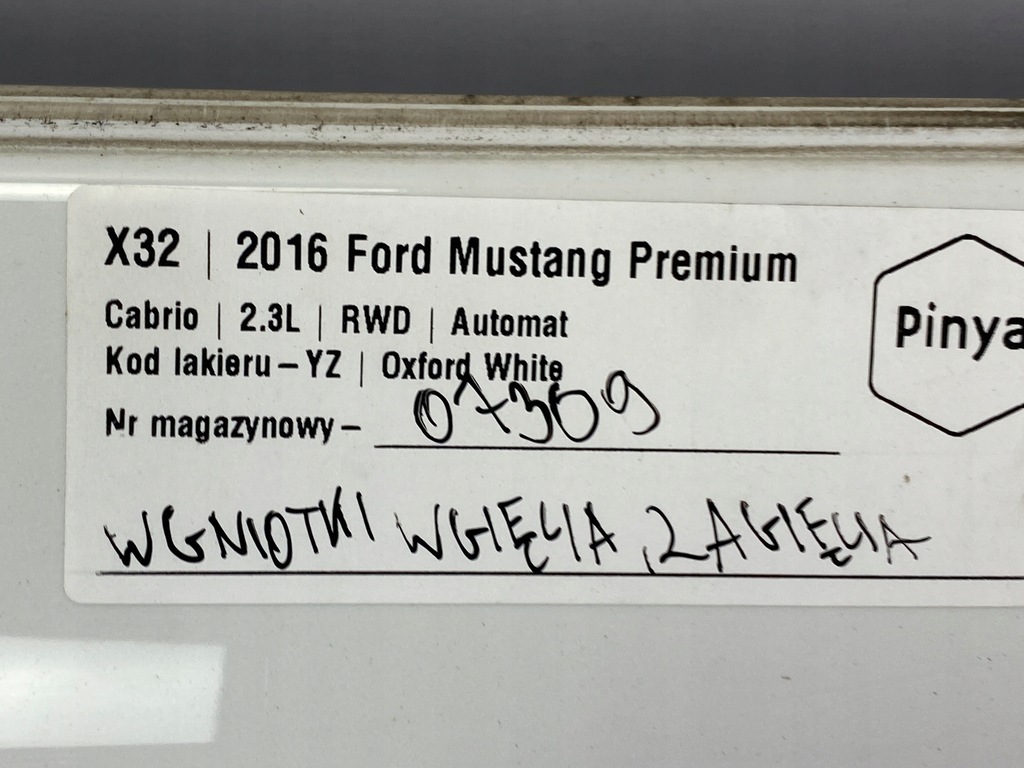 X32 | 2016 Ford Mustang Premium
Cabrio | 2.3L | RWD | Automat
Kod lakieru – YZ | Oxford White
Nr magazynowy – 07309
WGNIOTKI WGIĘCIA, ZAGIĘCIA
Pinya